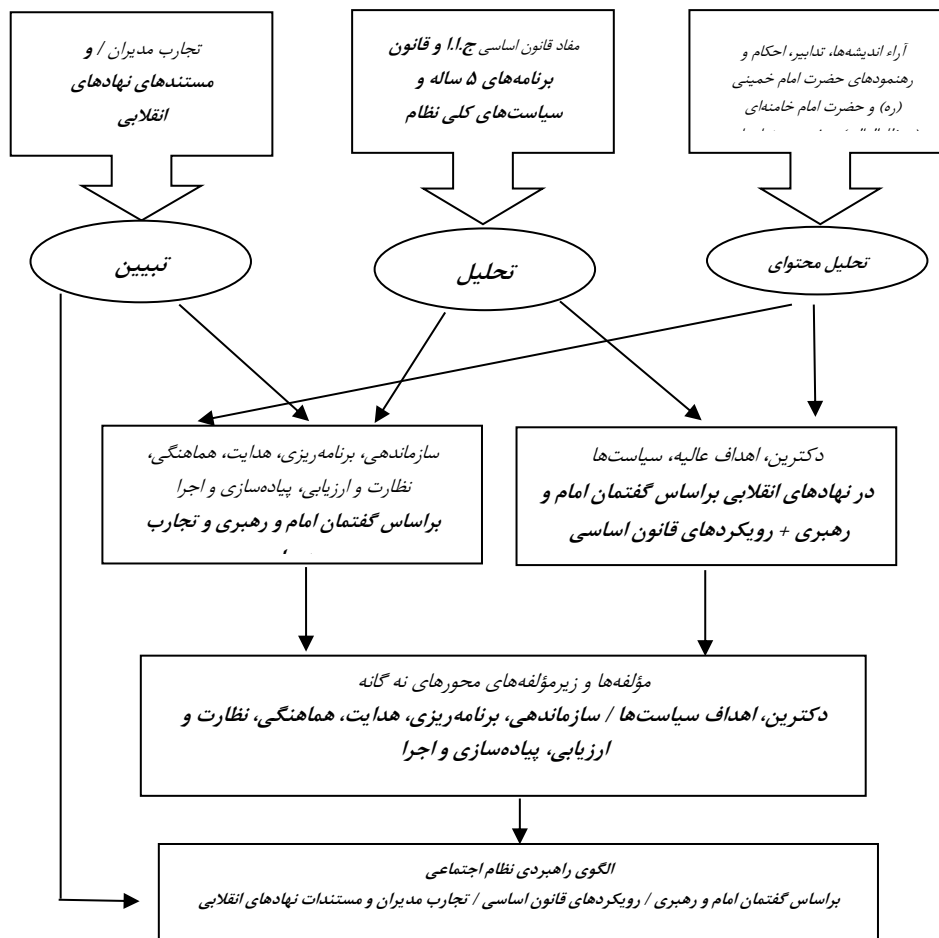 آراء اندیشه‌ها، تدابیر، احکام و
رهنمودهای حضرت امام خمینی
(ره) و حضرت امام خامنه‌ای
مفاد قانون اساسی ج.ا.ا و قانون
برنامه‌های ۵ ساله و
سیاست‌های کلی نظام
تجارب مدیران / و
مستندهای نهادهای
انقلابی
تحلیل محتوای
تحلیل
تبیین
دکترین، اهداف عالیه، سیاست‌ها
در نهادهای انقلابی براساس گفتمان امام و
رهبری + رویکردهای قانون اساسی
سازماندهی، برنامه‌ریزی، هدایت، هماهنگی،
نظارت و ارزیابی، پیاده‌سازی و اجرا
براساس گفتمان امام و رهبری و تجارب
مؤلفه‌ها و زیرمؤلفه‌های محورهای نه گانه
دکترین، اهداف سیاست‌ها / سازماندهی، برنامه‌ریزی، هدایت، هماهنگی، نظارت و
ارزیابی، پیاده‌سازی و اجرا
الگوی راهبردی نظام اجتماعی
براساس گفتمان امام و رهبری / رویکردهای قانون اساسی / تجارب مدیران و مستندات نهادهای انقلابی